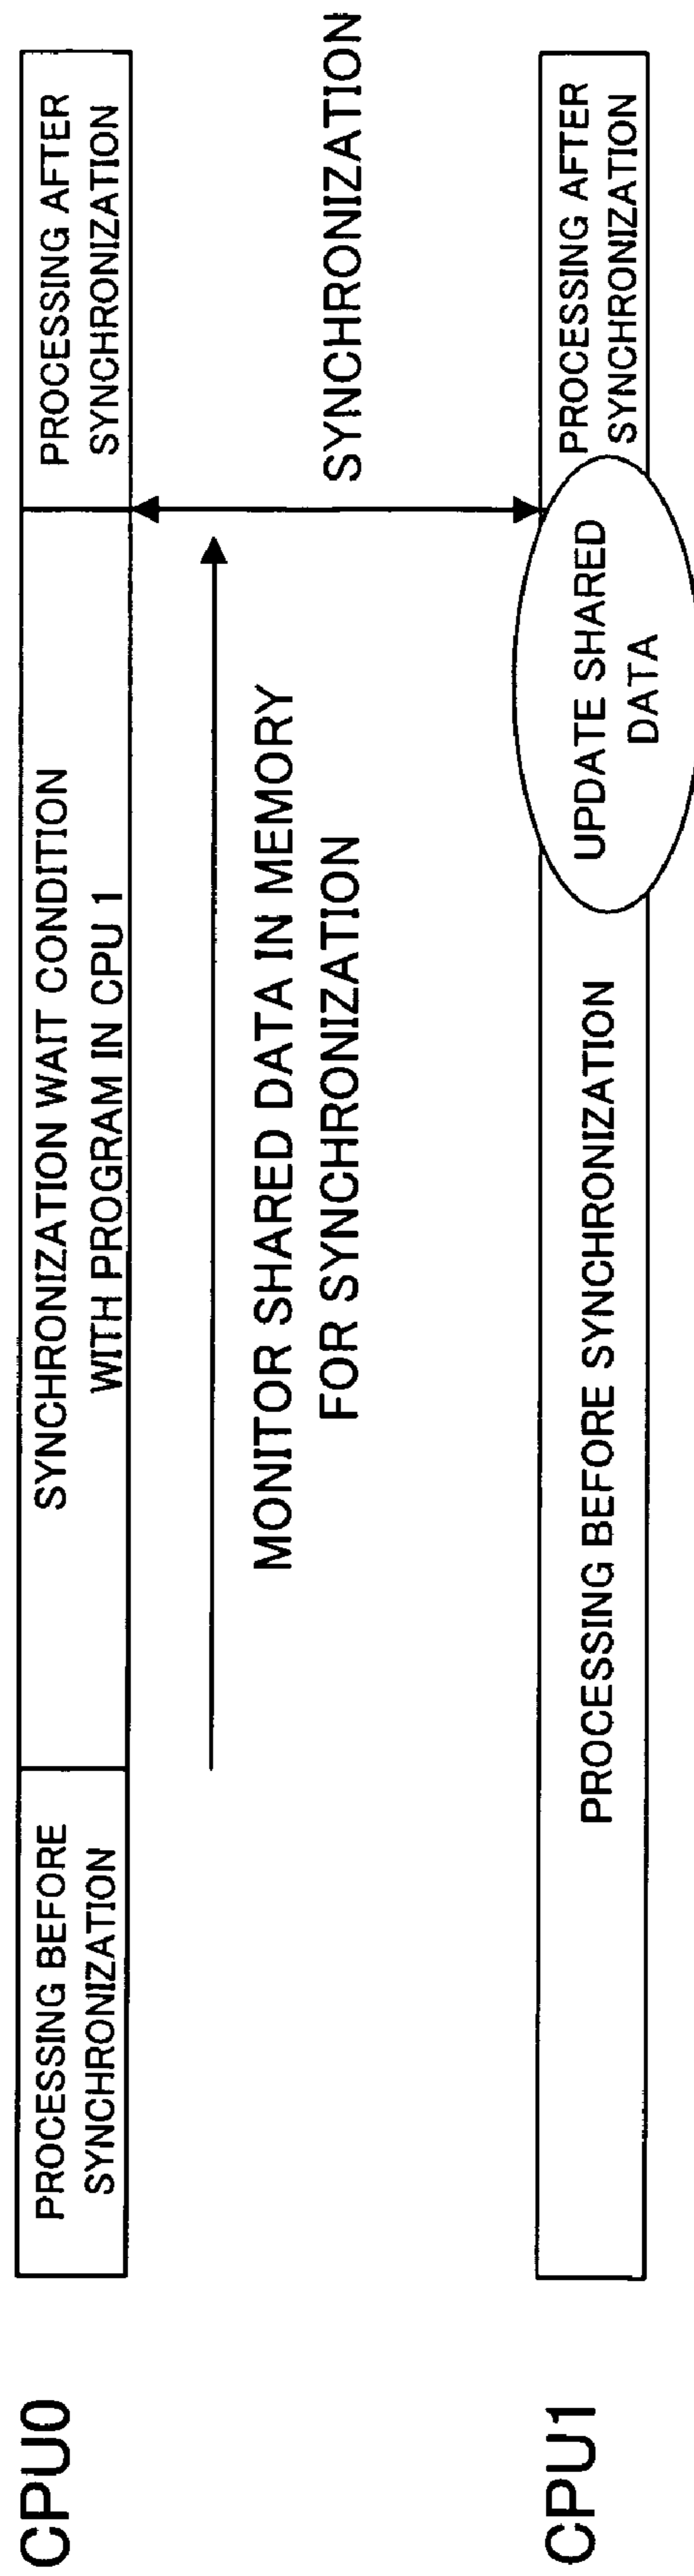 CPU0
PROCESSING BEFORE
SYNCHRONIZATION
SYNCHRONIZATION WAIT CONDITION
WITH PROGRAM IN CPU 1
PROCESSING AFTER
SYNCHRONIZATION
MONITOR SHARED DATA IN MEMORY
FOR SYNCHRONIZATION
SYNCHRONIZATION
CPU1
PROCESSING BEFORE SYNCHRONIZATION
UPDATE SHARED
DATA
PROCESSING AFTER
SYNCHRONIZATION